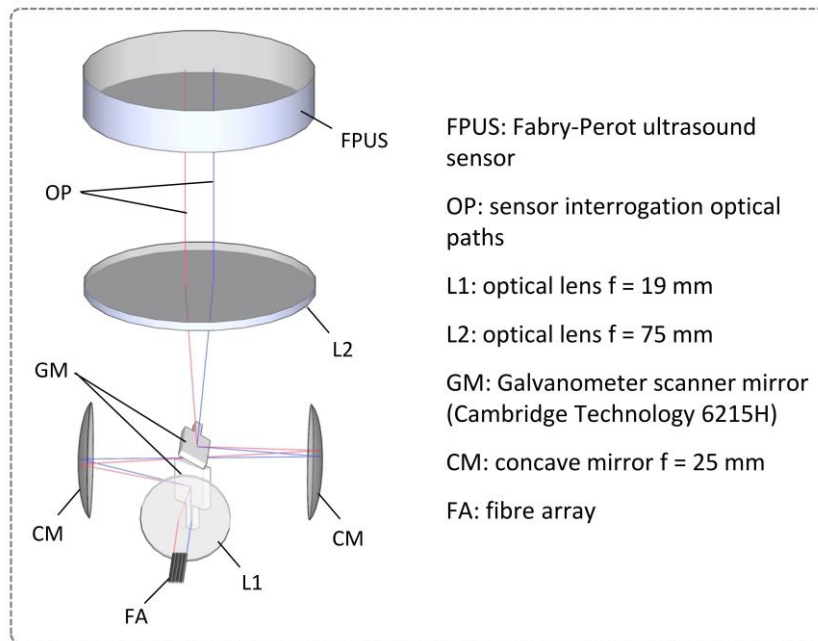 FPUS
OP
L2
GM
CM
CM
L1
FA
FPUS: Fabry-Perot ultrasound
sensor
OP: sensor interrogation optical
paths
L1: optical lens f = 19 mm
L2: optical lens f = 75 mm
GM: Galvanometer scanner mirror
(Cambridge Technology 6215H)
CM: concave mirror f = 25 mm
FA: fibre array